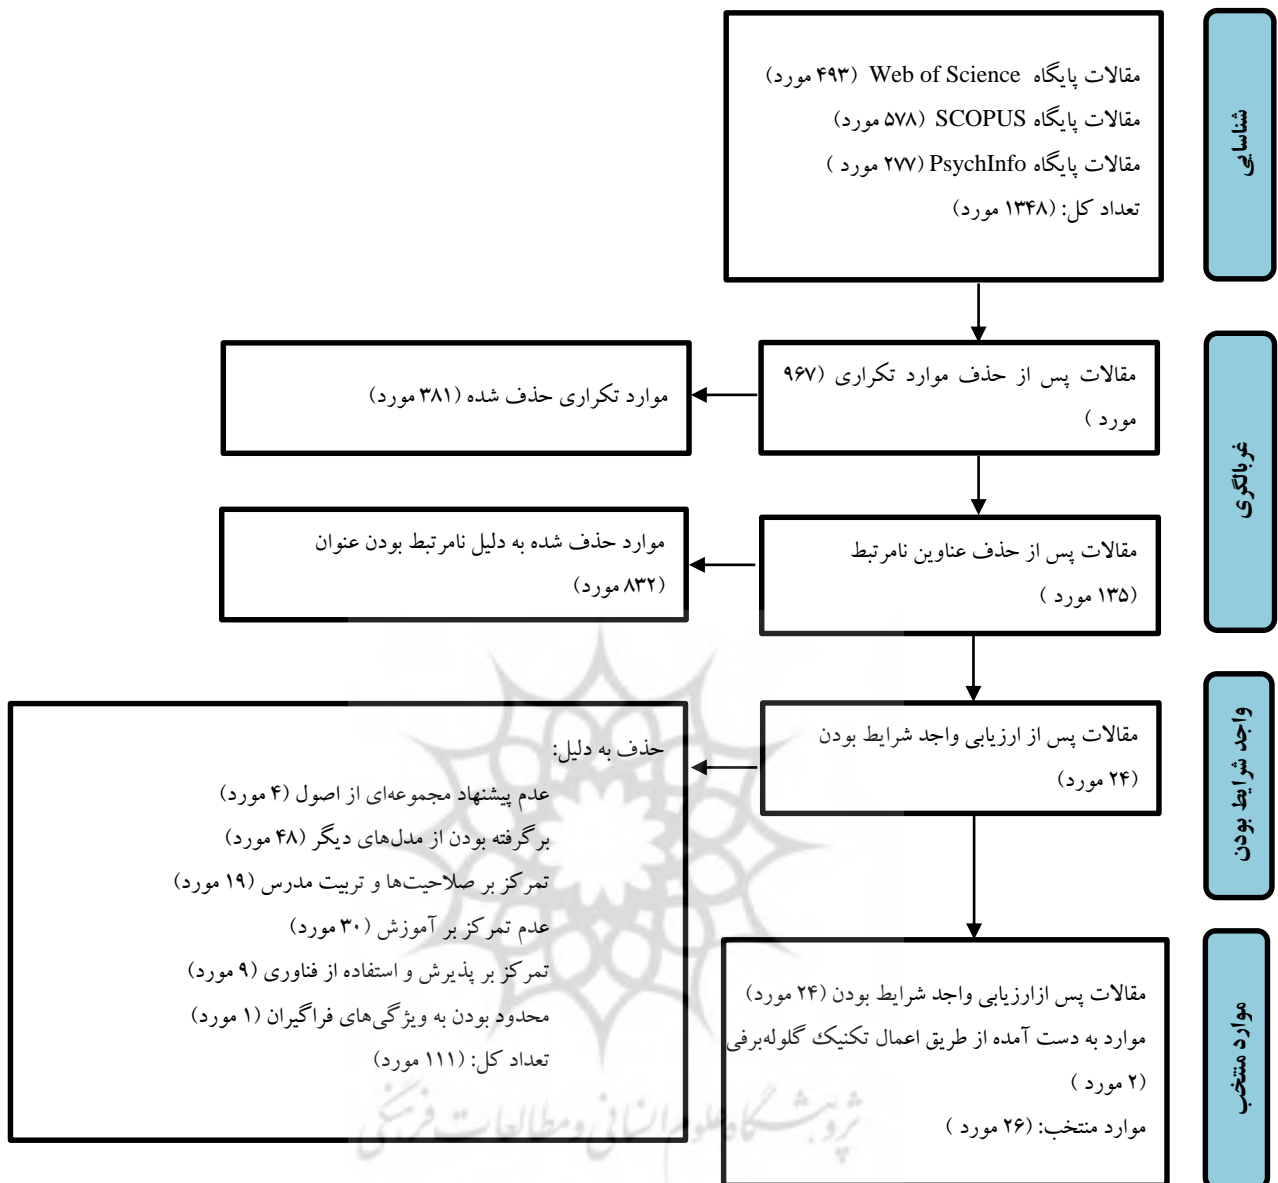 شناسایی
مقالات پایگاه Web of Science (۴۹۳ مورد)
مقالات پایگاه SCOPUS (۵۷۸ مورد)
مقالات پایگاه PsychInfo (۲۷۷ مورد )
تعداد کل: (۱۳۴۸ مورد)
غربالگری
مقالات پس از حذف موارد تکراری (۹۶۷
مورد )
موارد تکراری حذف شده (۳۸۱ مورد)
مقالات پس از حذف عناوین نامرتبط
(۱۳۵ مورد )
موارد حذف شده به دلیل نامرتبط بودن عنوان
(۸۳۲ مورد)
واجد شرایط بودن
مقالات پس از ارزیابی واجد شرایط بودن
(۲۴ مورد)
حذف به دلیل:
عدم پیشنهاد مجموعه‌ای از اصول (۴ مورد)
برگرفته بودن از مدل‌های دیگر (۴۸ مورد)
تمرکز بر صلاحیت‌ها و تربیت مدرس (۱۹ مورد)
عدم تمرکز بر آموزش (۳۰ مورد)
تمرکز بر پذیرش و استفاده از فناوری (۹ مورد)
محدود بودن به ویژگی‌های فراگیران (۱ مورد)
تعداد کل: (۱۱۱ مورد)
موارد منتخب
مقالات پس ازارزیابی واجد شرایط بودن (۲۴ مورد)
موارد به دست آمده از طریق اعمال تکنیک گلوله‌برفی
(۲ مورد )
موارد منتخب: (۲۶ مورد )
پژوهشگاه علوم انسانی و مطالعات فرهنگی